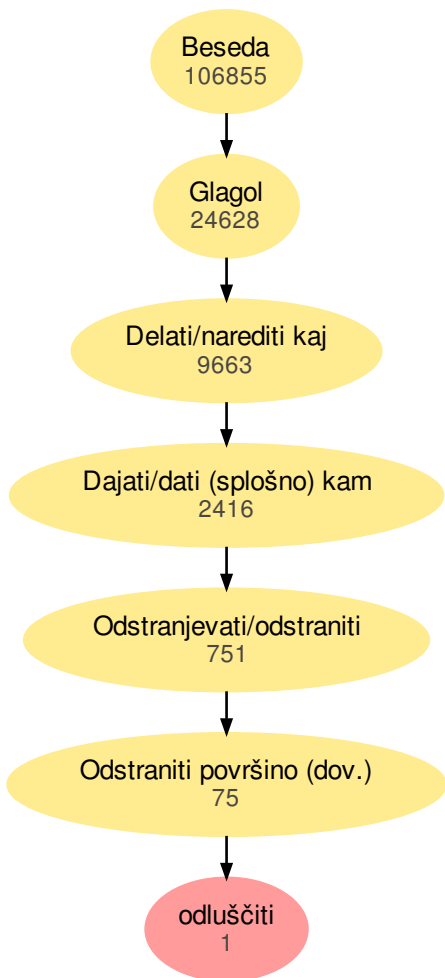 Beseda
106855
Glagol
24628
Delati/narediti kaj
9663
Dajati/dati (splošno) kam
2416
Odstranjevati/odstraniti
751
Odstraniti površino (dov.)
75
odluščiti
1